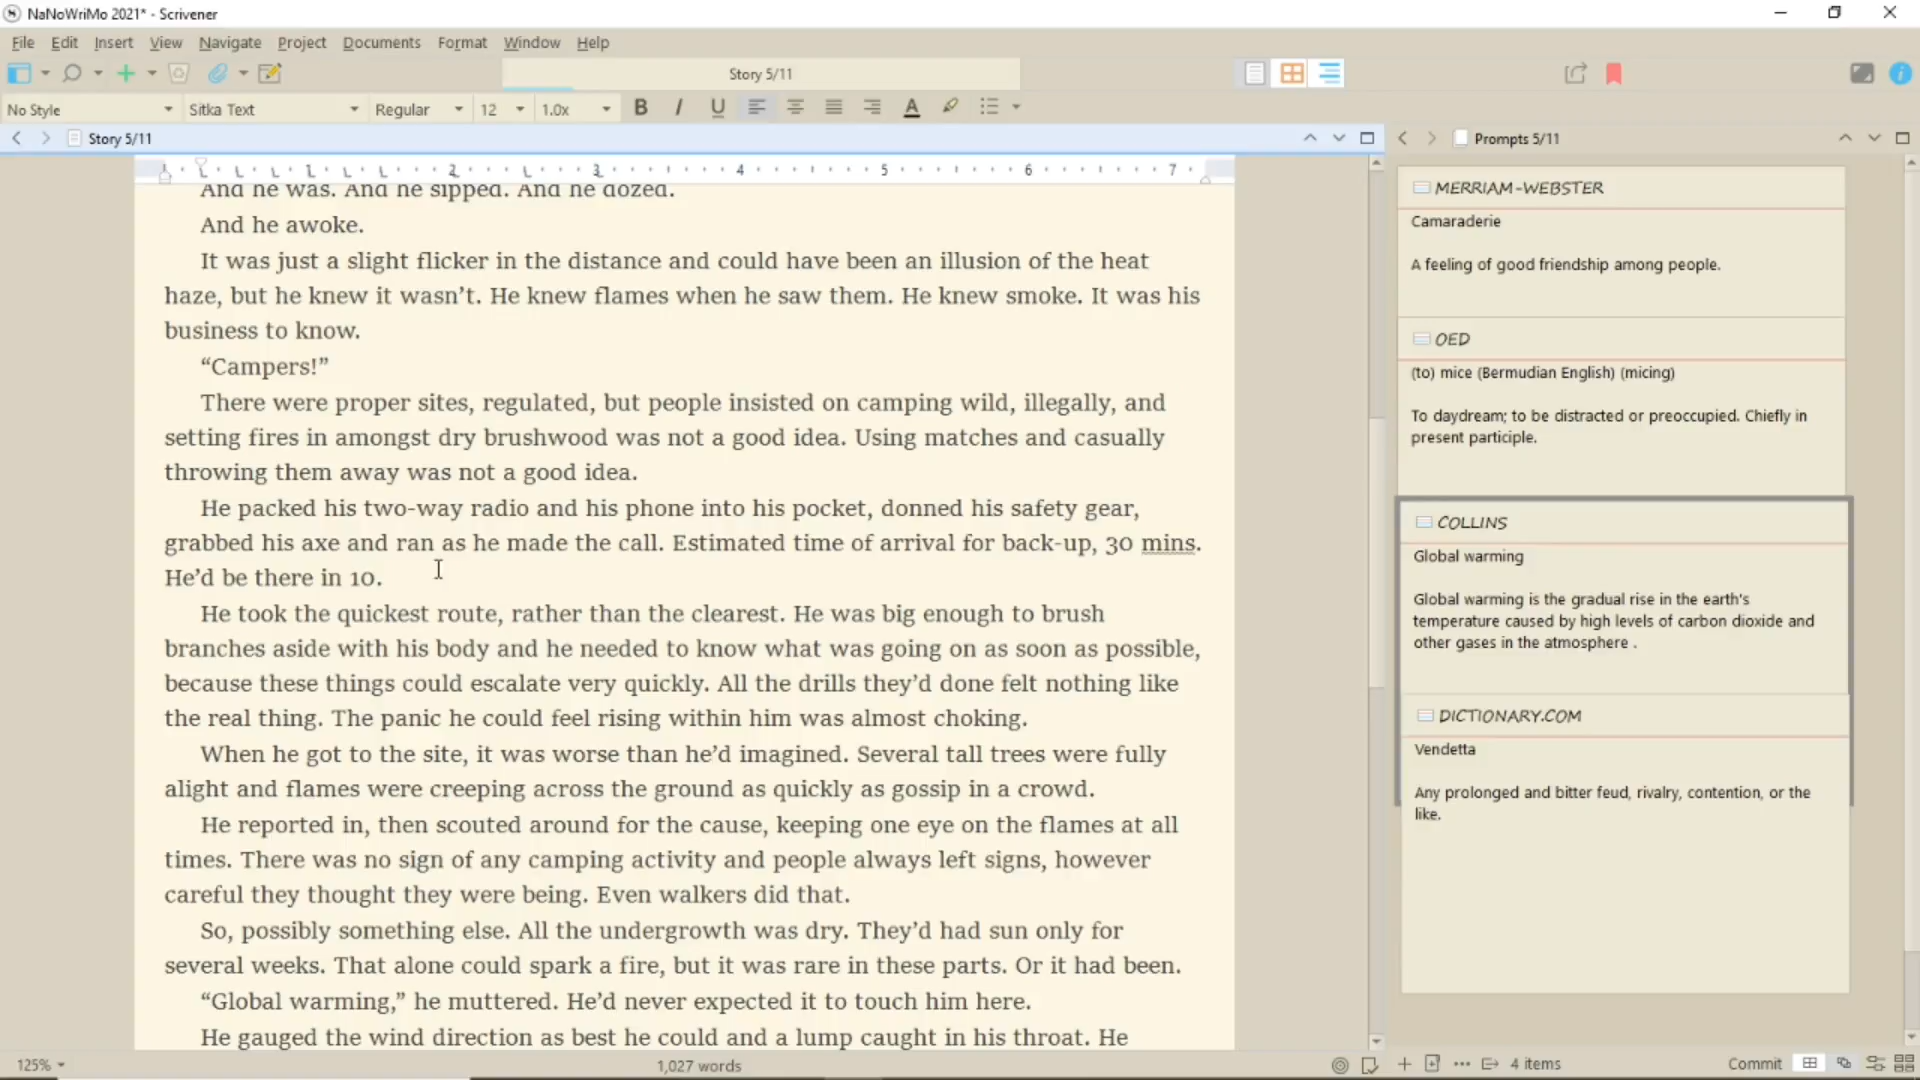 NaNoWriMo 2021* - Scrivener
File Edit Insert View Navigate Project Documents Format Window Help
Story 5/11
No Style Sitka Text Regular 12 1.0x B I U A
Story 5/11
1 2 3 4 5 6 7
And he was. And he sipped. And he dozed.
And he awoke.
It was just a slight flicker in the distance and could have been an illusion of the heat
haze, but he knew it wasn’t. He knew flames when he saw them. He knew smoke. It was his
business to know.
“Campers!”
There were proper sites, regulated, but people insisted on camping wild, illegally, and
setting fires in amongst dry brushwood was not a good idea. Using matches and casually
throwing them away was not a good idea.
He packed his two-way radio and his phone into his pocket, donned his safety gear,
grabbed his axe and ran as he made the call. Estimated time of arrival for back-up, 30 mins.
He’d be there in 10.
He took the quickest route, rather than the clearest. He was big enough to brush
branches aside with his body and he needed to know what was going on as soon as possible,
because these things could escalate very quickly. All the drills they’d done felt nothing like
the real thing. The panic he could feel rising within him was almost choking.
When he got to the site, it was worse than he’d imagined. Several tall trees were fully
alight and flames were creeping across the ground as quickly as gossip in a crowd.
He reported in, then scouted around for the cause, keeping one eye on the flames at all
times. There was no sign of any camping activity and people always left signs, however
careful they thought they were being. Even walkers did that.
So, possibly something else. All the undergrowth was dry. They’d had sun only for
several weeks. That alone could spark a fire, but it was rare in these parts. Or it had been.
“Global warming,” he muttered. He’d never expected it to touch him here.
He gauged the wind direction as best he could and a lump caught in his throat. He
125%
1,027 words
Prompts 5/11
MERRIAM-WEBSTER
Camaraderie
A feeling of good friendship among people.
OED
(to) mice (Bermudian English) (micing)
To daydream; to be distracted or preoccupied. Chiefly in
present participle.
COLLINS
Global warming
Global warming is the gradual rise in the earth's
temperature caused by high levels of carbon dioxide and
other gases in the atmosphere .
DICTIONARY.COM
Vendetta
Any prolonged and bitter feud, rivalry, contention, or the
like.
4 items
Commit